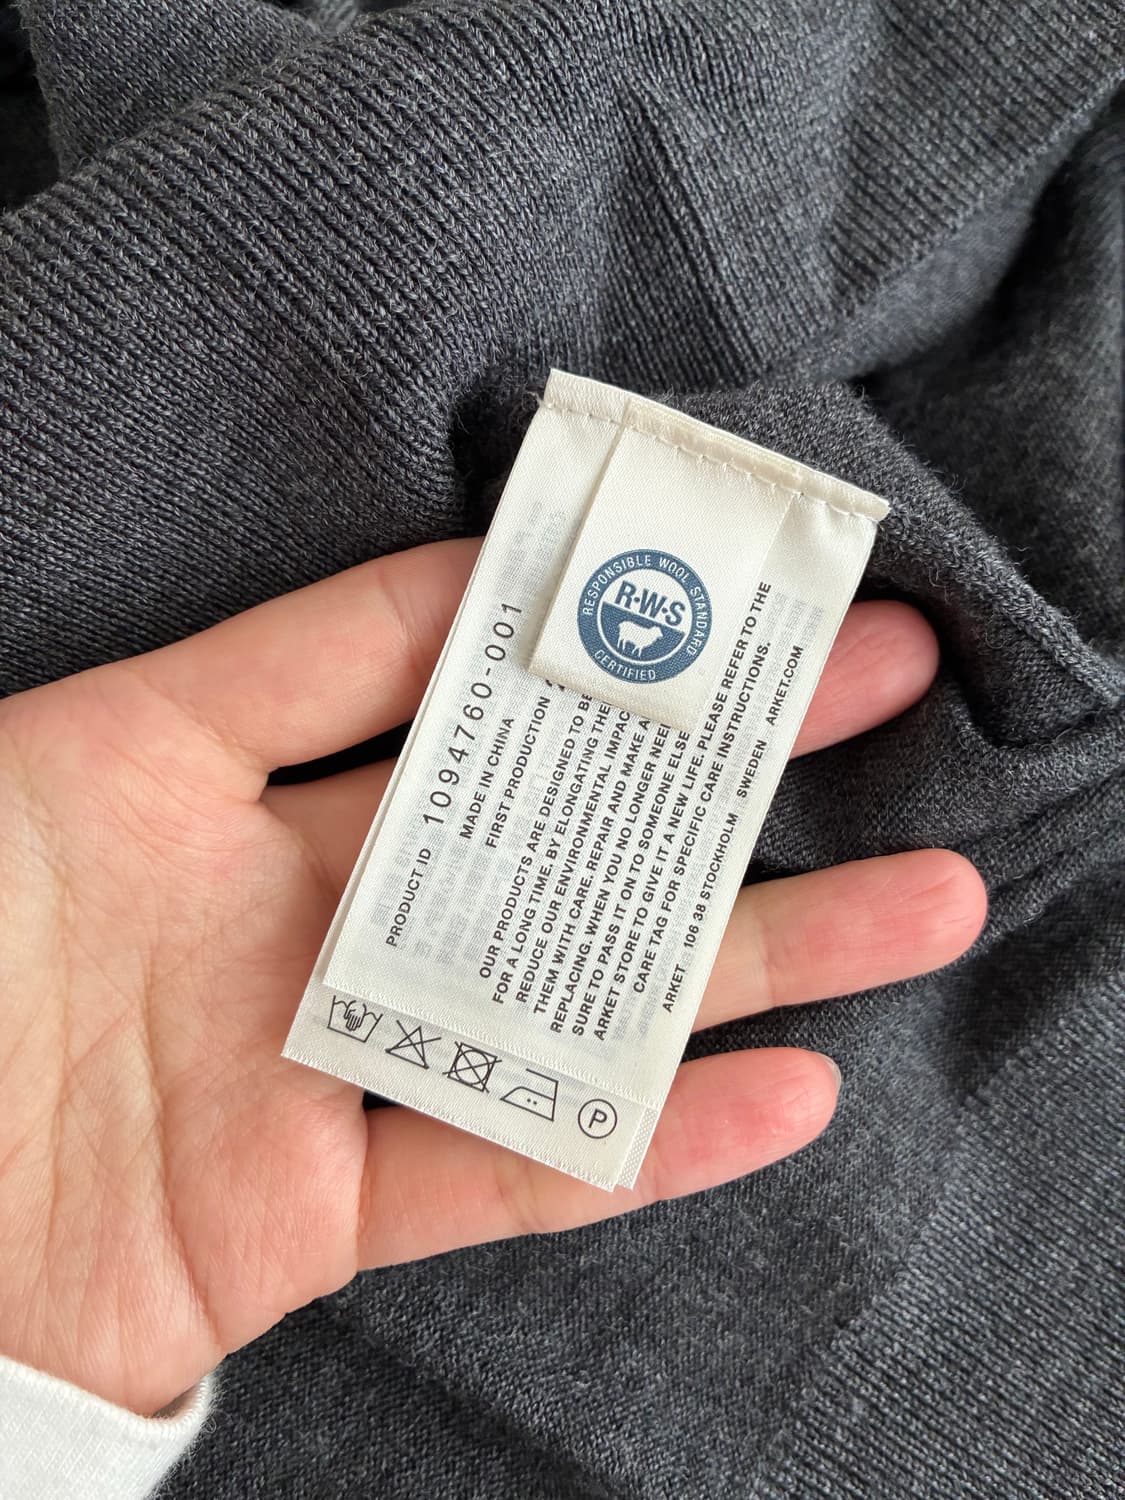 RESPONSIBLE WOOL STANDARD
R·W·S
CERTIFIED
PRODUCT ID 1094760-001
MADE IN CHINA
FIRST PRODUCTION
OUR PRODUCTS ARE DESIGNED TO BE
FOR A LONG TIME. BY ELONGATING
REDUCE OUR ENVIRONMENTAL
THEM WITH CARE. REPAIR AND MAKE
REPLACING. WHEN YOU NO LONGER
SURE TO PASS IT ON TO SOMEONE ELSE
ARKET STORE TO GIVE IT A NEW LIFE. PLEASE REFER TO THE
CARE TAG FOR SPECIFIC CARE INSTRUCTIONS.
ARKET 106 38 STOCKHOLM SWEDEN ARKET.COM
P